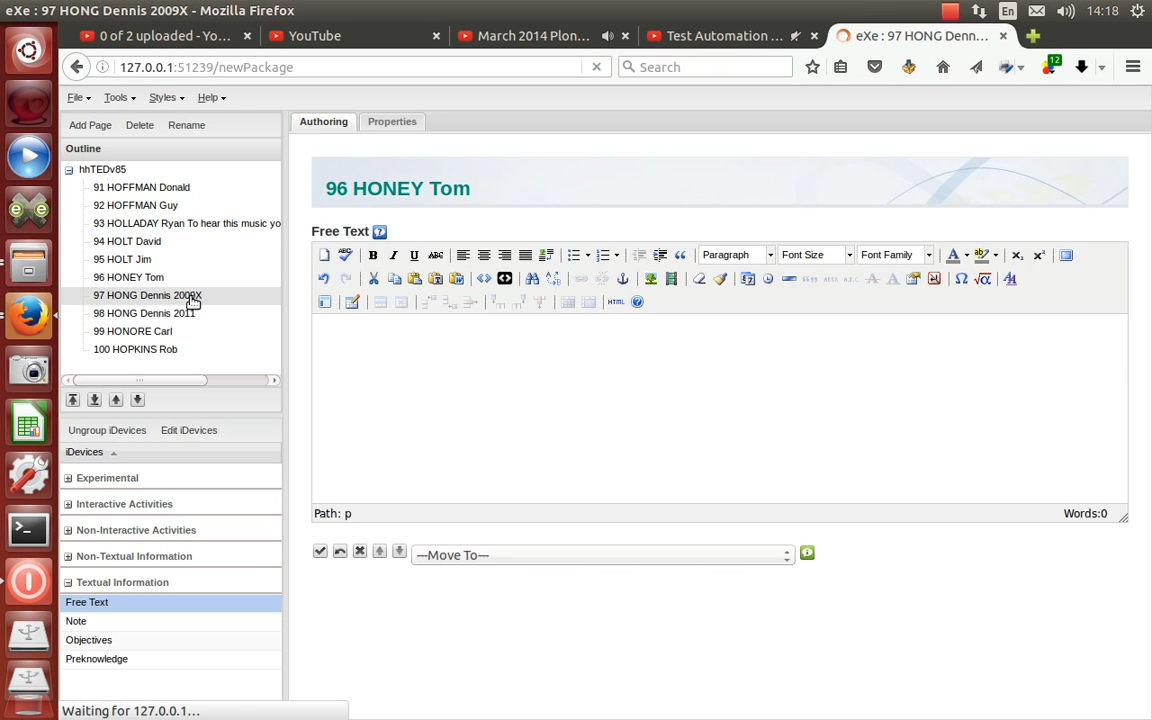 eXe : 97 HONG Dennis 2009X - Mozilla Firefox
En
14:18
0 of 2 uploaded - Yo...
YouTube
March 2014 Plon...
Test Automation ...
eXe : 97 HONG Denn...
127.0.0.1:51239/newPackage
Search
12
File
Tools
Styles
Help
Add Page
Delete
Rename
Authoring
Properties
Outline
hhTEDv85
91 HOFFMAN Donald
92 HOFFMAN Guy
93 HOLLADAY Ryan To hear this music yo
94 HOLT David
95 HOLT Jim
96 HONEY Tom
97 HONG Dennis 2009X
98 HONG Dennis 2011
99 HONORE Carl
100 HOPKINS Rob
Ungroup iDevices
Edit iDevices
iDevices
Experimental
Interactive Activities
Non-Interactive Activities
Non-Textual Information
Textual Information
Free Text
Note
Objectives
Preknowledge
96 HONEY Tom
Free Text
B I U ABC
Paragraph
Font Size
Font Family
HTML
Path: p
Words:0
---Move To---
Waiting for 127.0.0.1...